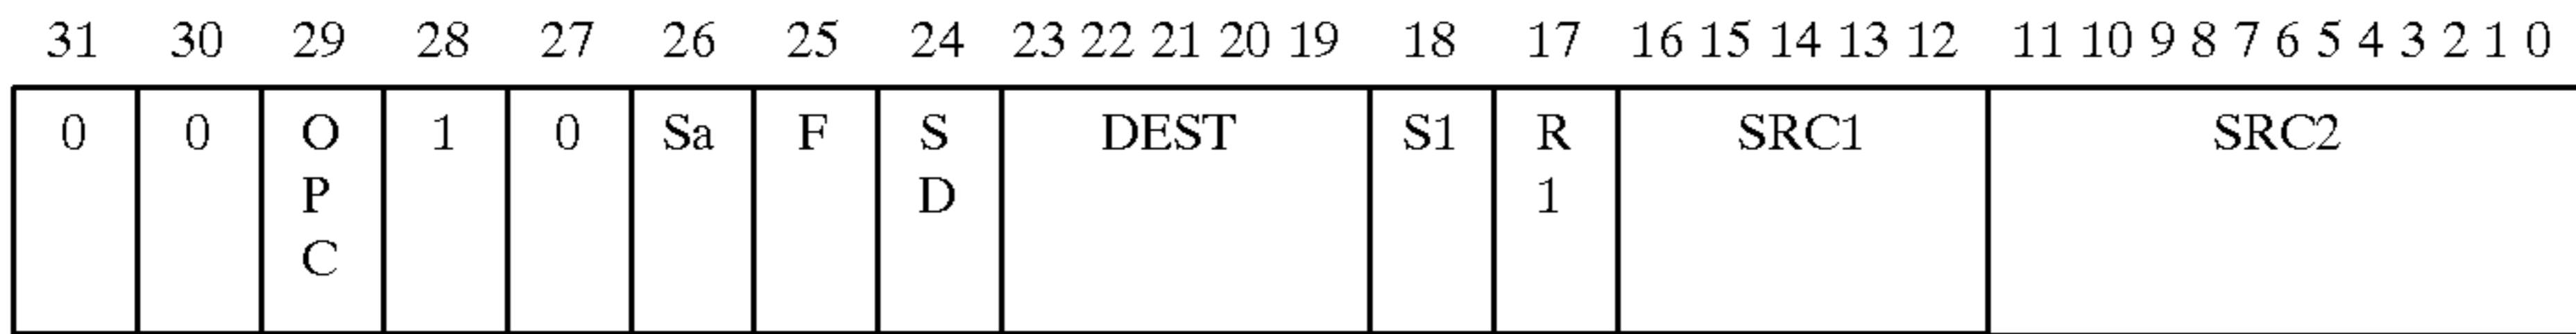 31 30 29 28 27 26 25 24 23 22 21 20 19 18 17 16 15 14 13 12 11 10 9 8 7 6 5 4 3 2 1 0
0 0 O 1 0 Sa F S DEST S1 R SRC1 SRC2
P D 1
C